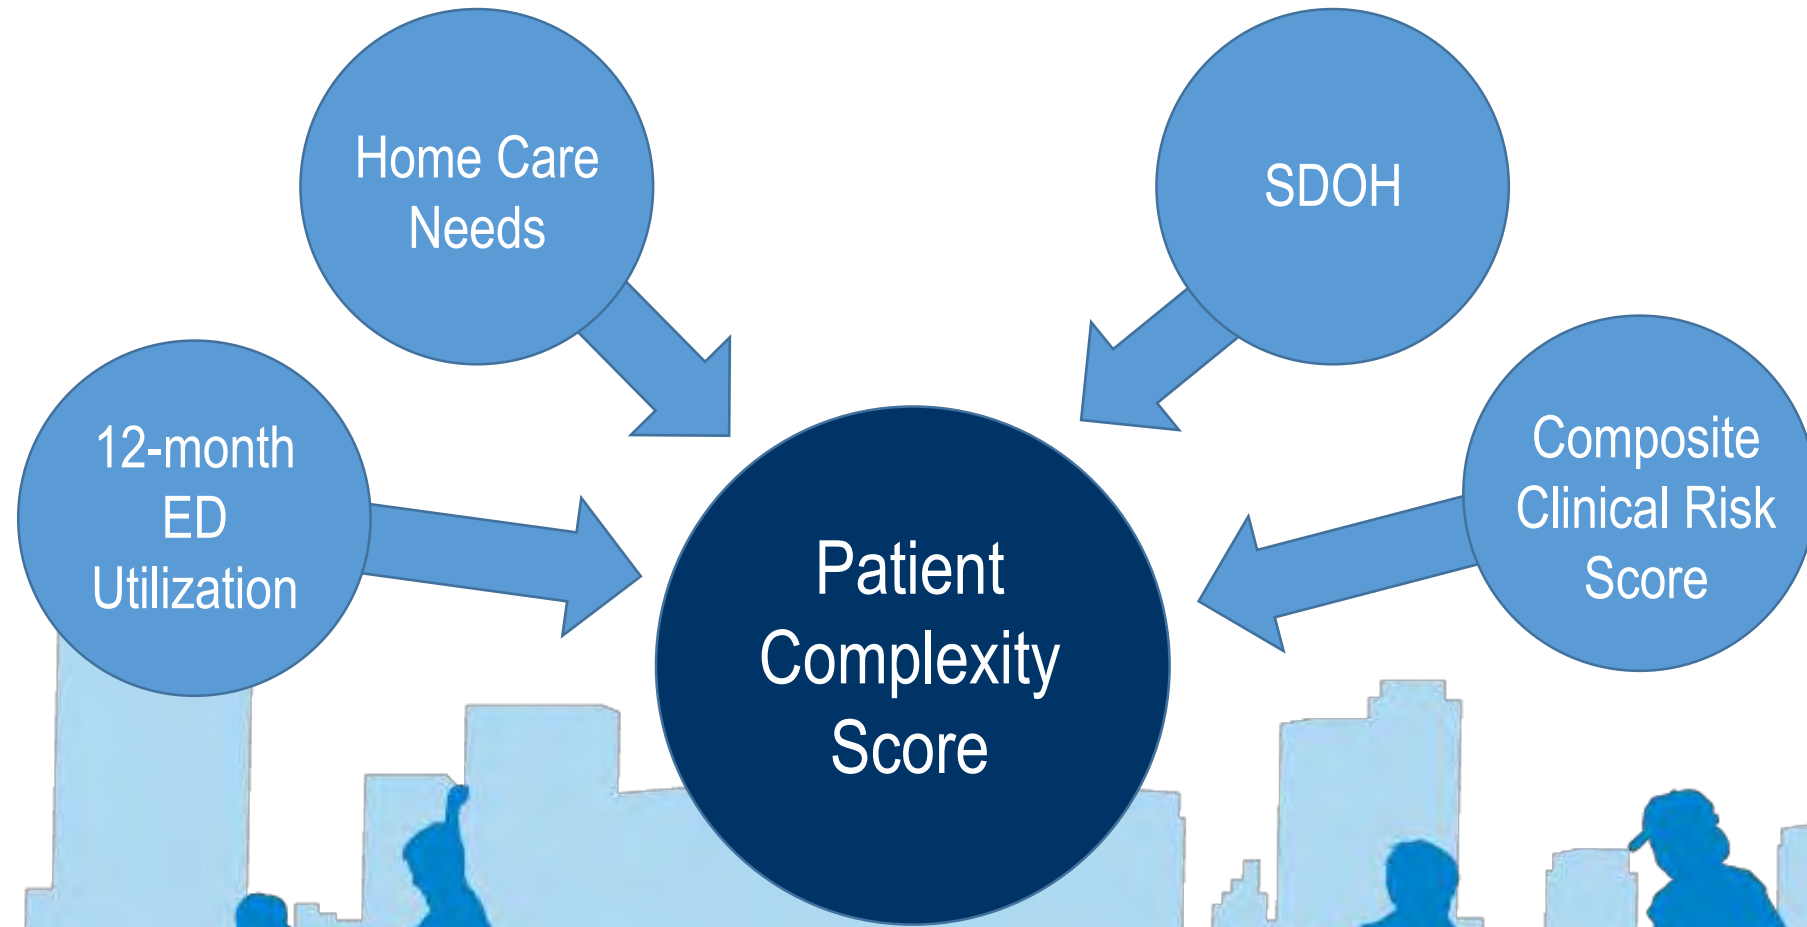 Home Care
Needs
SDOH
12-month
ED
Utilization
Composite
Clinical Risk
Score
Patient
Complexity
Score